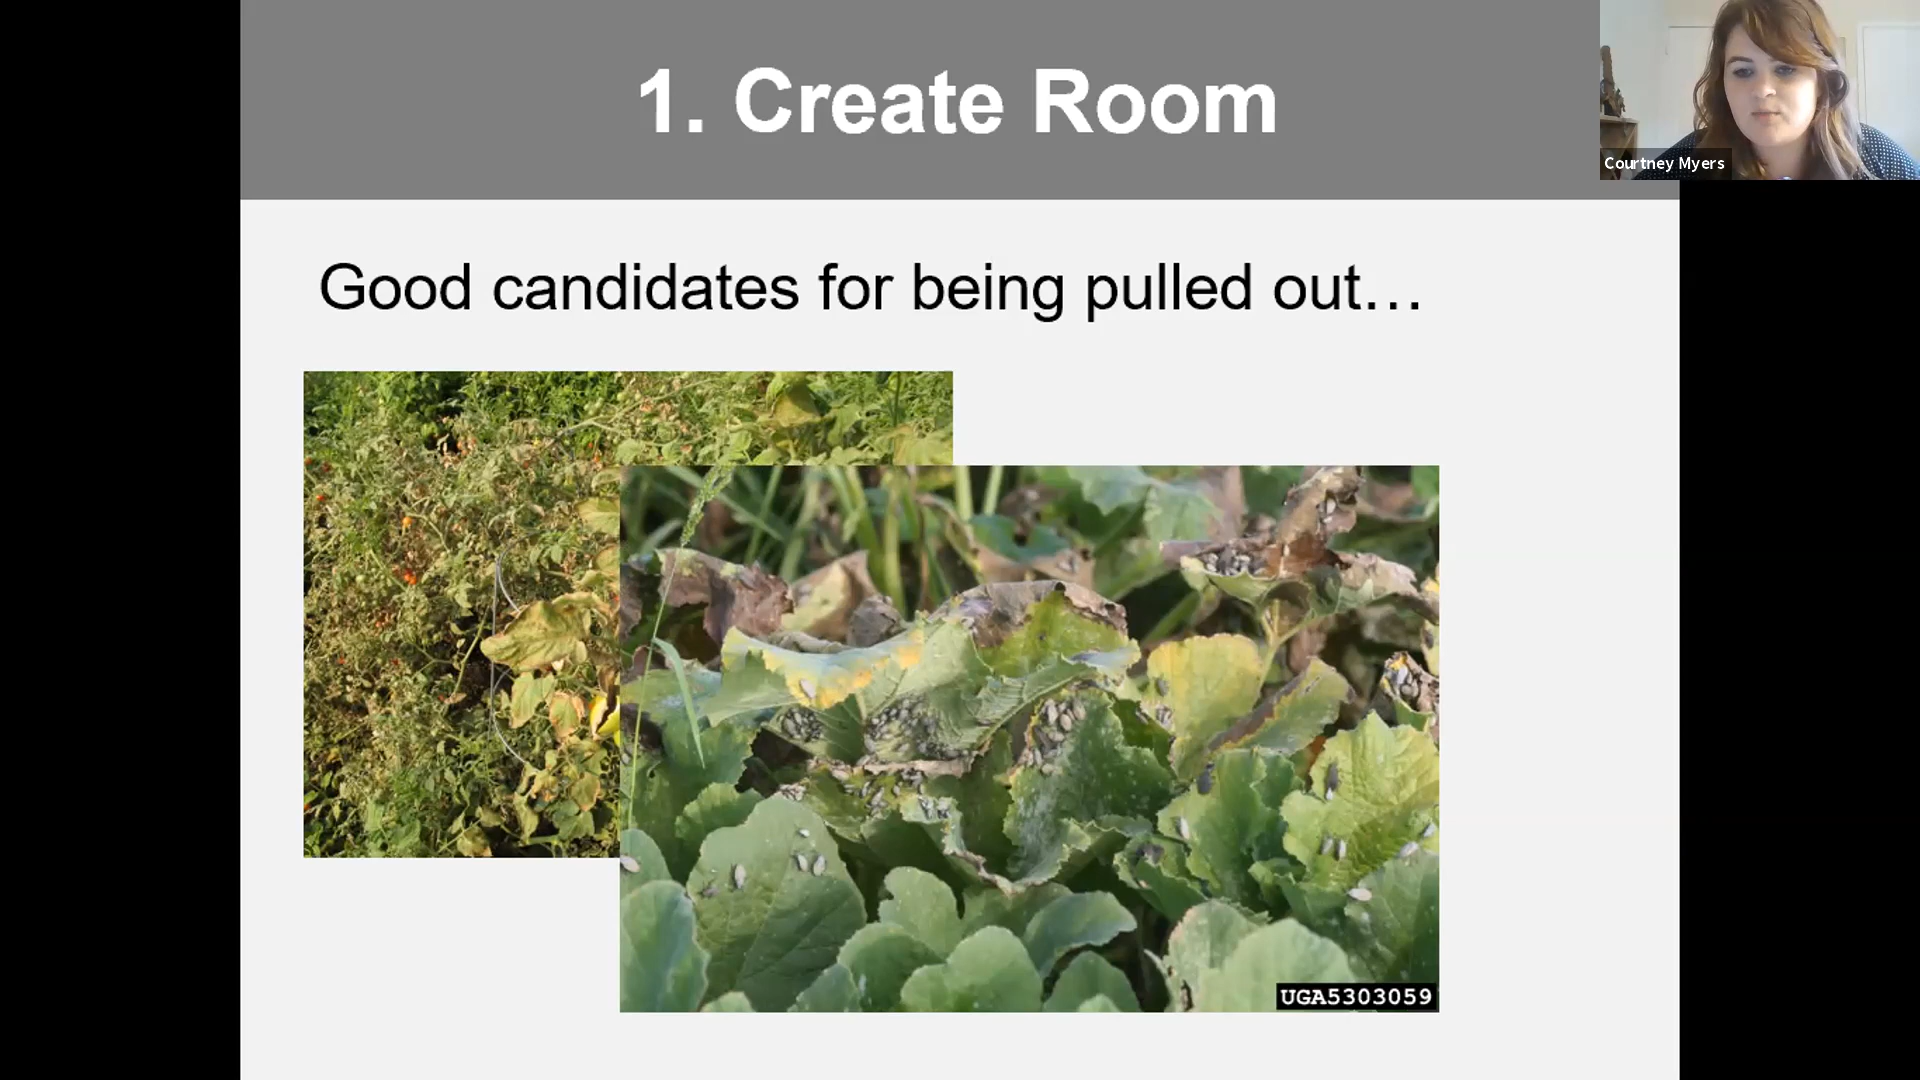 1. Create Room
Courtney Myers
Good candidates for being pulled out…
UGA5303059